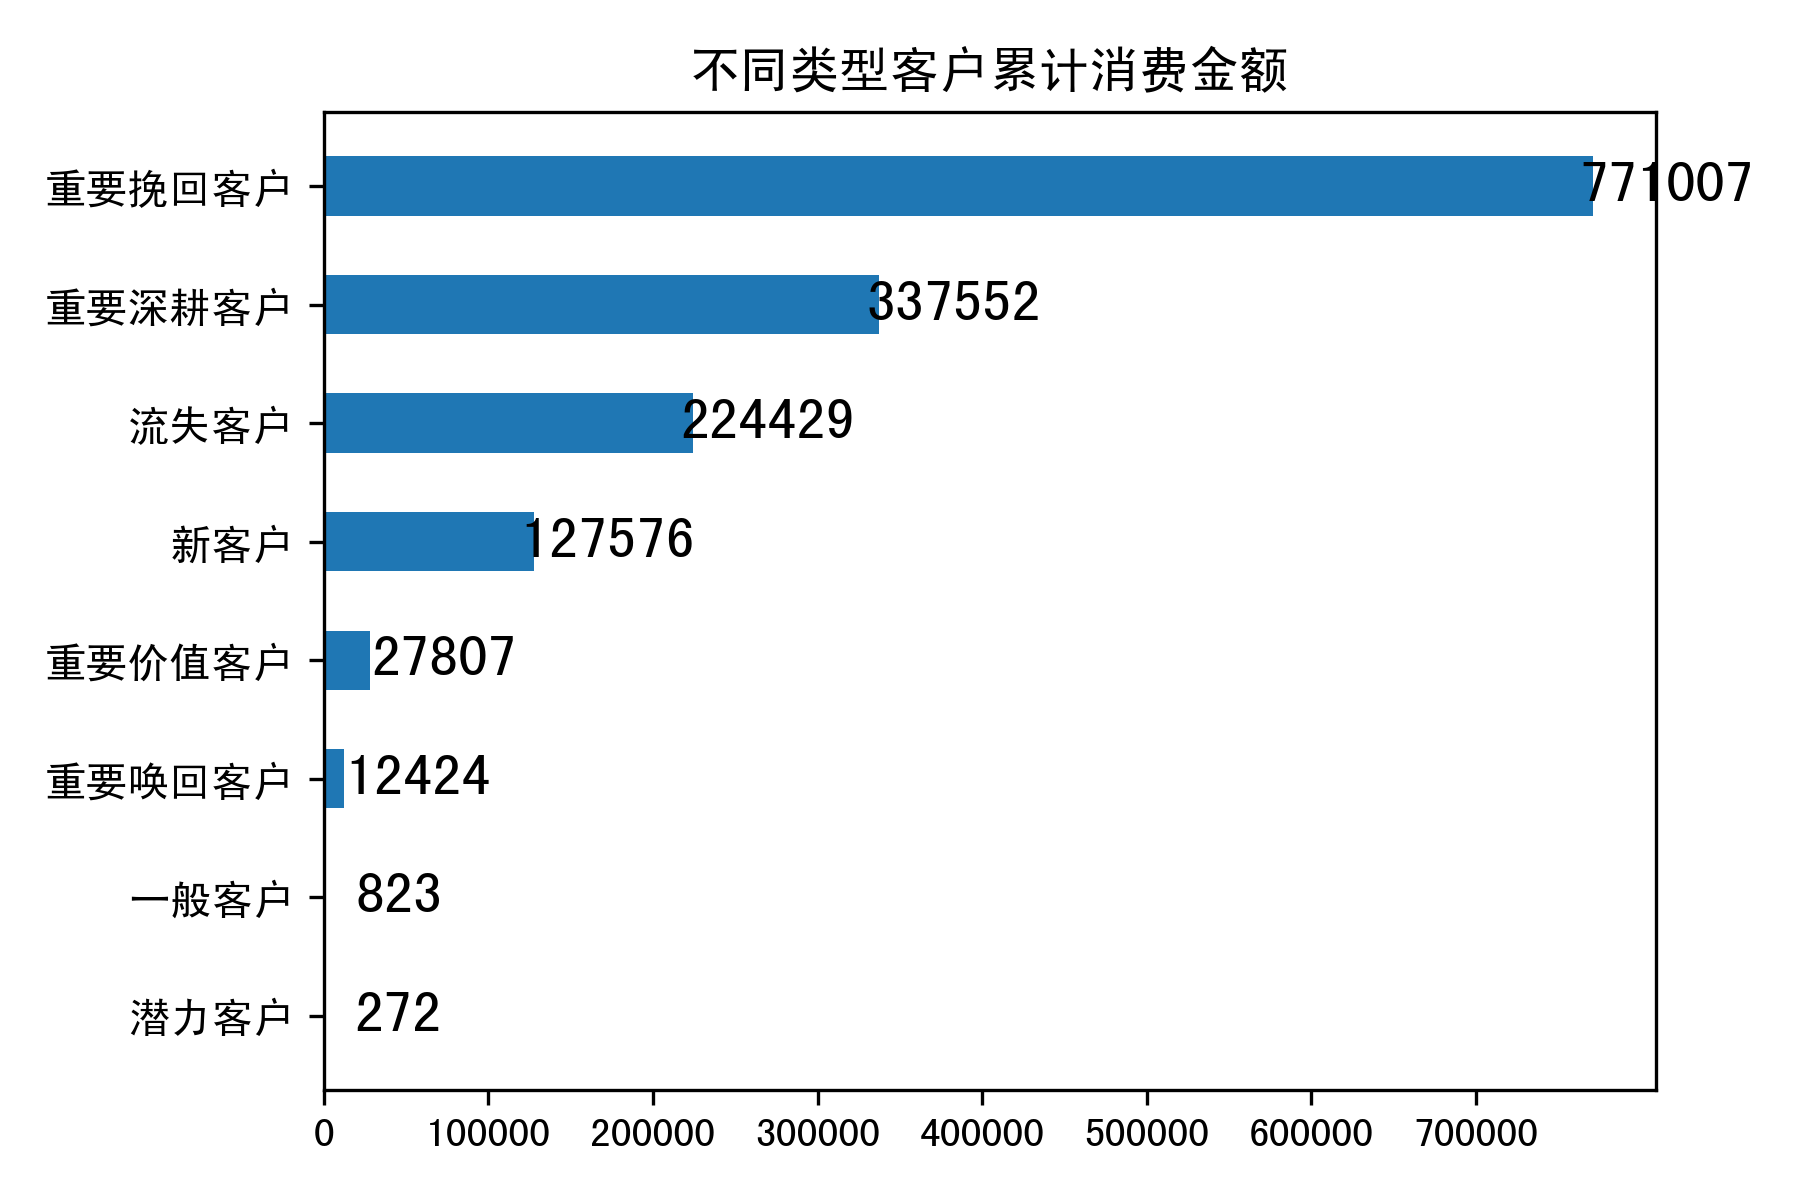 不同类型客户累计消费金额
重要挽回客户 771007
重要深耕客户 337552
流失客户 224429
新客户 127576
重要价值客户 27807
重要唤回客户 12424
一般客户 823
潜力客户 272
0 100000 200000 300000 400000 500000 600000 700000